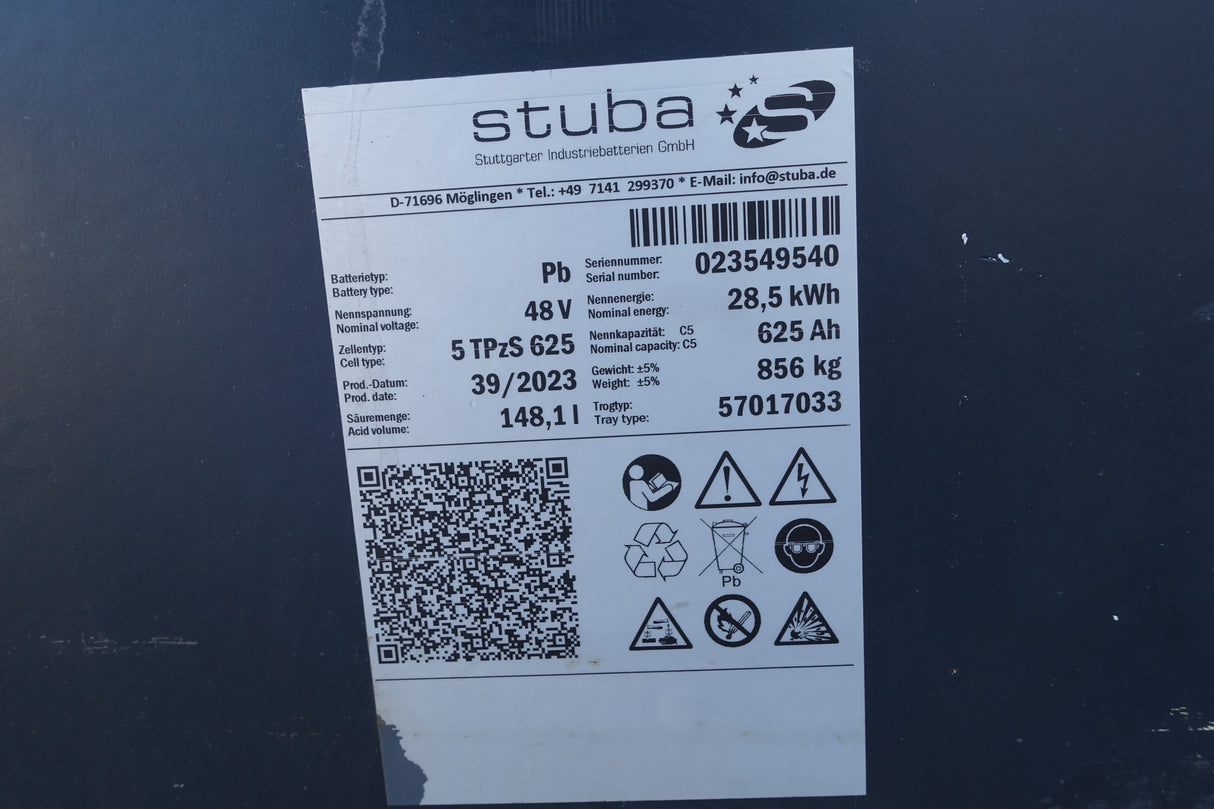 stuba
Stuttgarter Industriebatterien GmbH
D-71696 Möglingen * Tel.: +49 7141 299370 * E-Mail: info@stuba.de
Batterietyp:
Battery type:
Pb
Seriennummer:
Serial number:
023549540
Nennspannung:
Nominal voltage:
48 V
Nennenergie:
Nominal energy:
28,5 kWh
Zellentyp:
Cell type:
5 TPzS 625
Nennkapazität: C5
Nominal capacity: C5
625 Ah
Prod.-Datum:
Prod. date:
39/2023
Gewicht: ±5%
Weight: ±5%
856 kg
Säuremenge:
Acid volume:
148,1 l
Trogtyp:
Tray type:
57017033
Pb